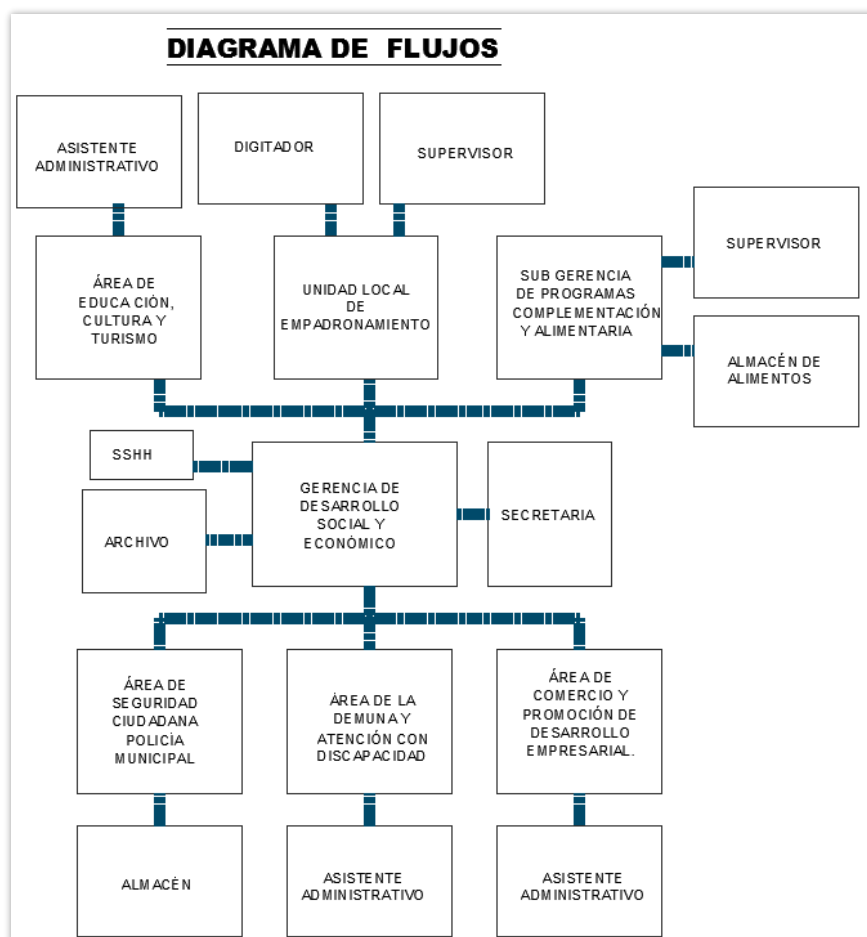 DIAGRAMA DE FLUJOS
ASISTENTE
ADMINISTRATIVO
DIGITADOR
SUPERVISOR
SUPERVISOR
ÁREA DE
EDUCACIÓN,
CULTURA Y
TURISMO
UNIDAD LOCAL
DE
EMPADRONAMIENTO
SUB GERENCIA
DE PROGRAMAS
COMPLEMENTACIÓN
Y ALIMENTARIA
ALMACÉN DE
ALIMENTOS
SSHH
ARCHIVO
GERENCIA DE
DESARROLLO
SOCIAL Y
ECONÓMICO
SECRETARIA
ÁREA DE
SEGURIDAD
CIUDADANA
POLICÍA
MUNICIPAL
ÁREA DE LA
DEMUNA Y
ATENCIÓN CON
DISCAPACIDAD
ÁREA DE
COMERCIO Y
PROMOCIÓN DE
DESARROLLO
EMPRESARIAL.
ALMACÉN
ASISTENTE
ADMINISTRATIVO
ASISTENTE
ADMINISTRATIVO